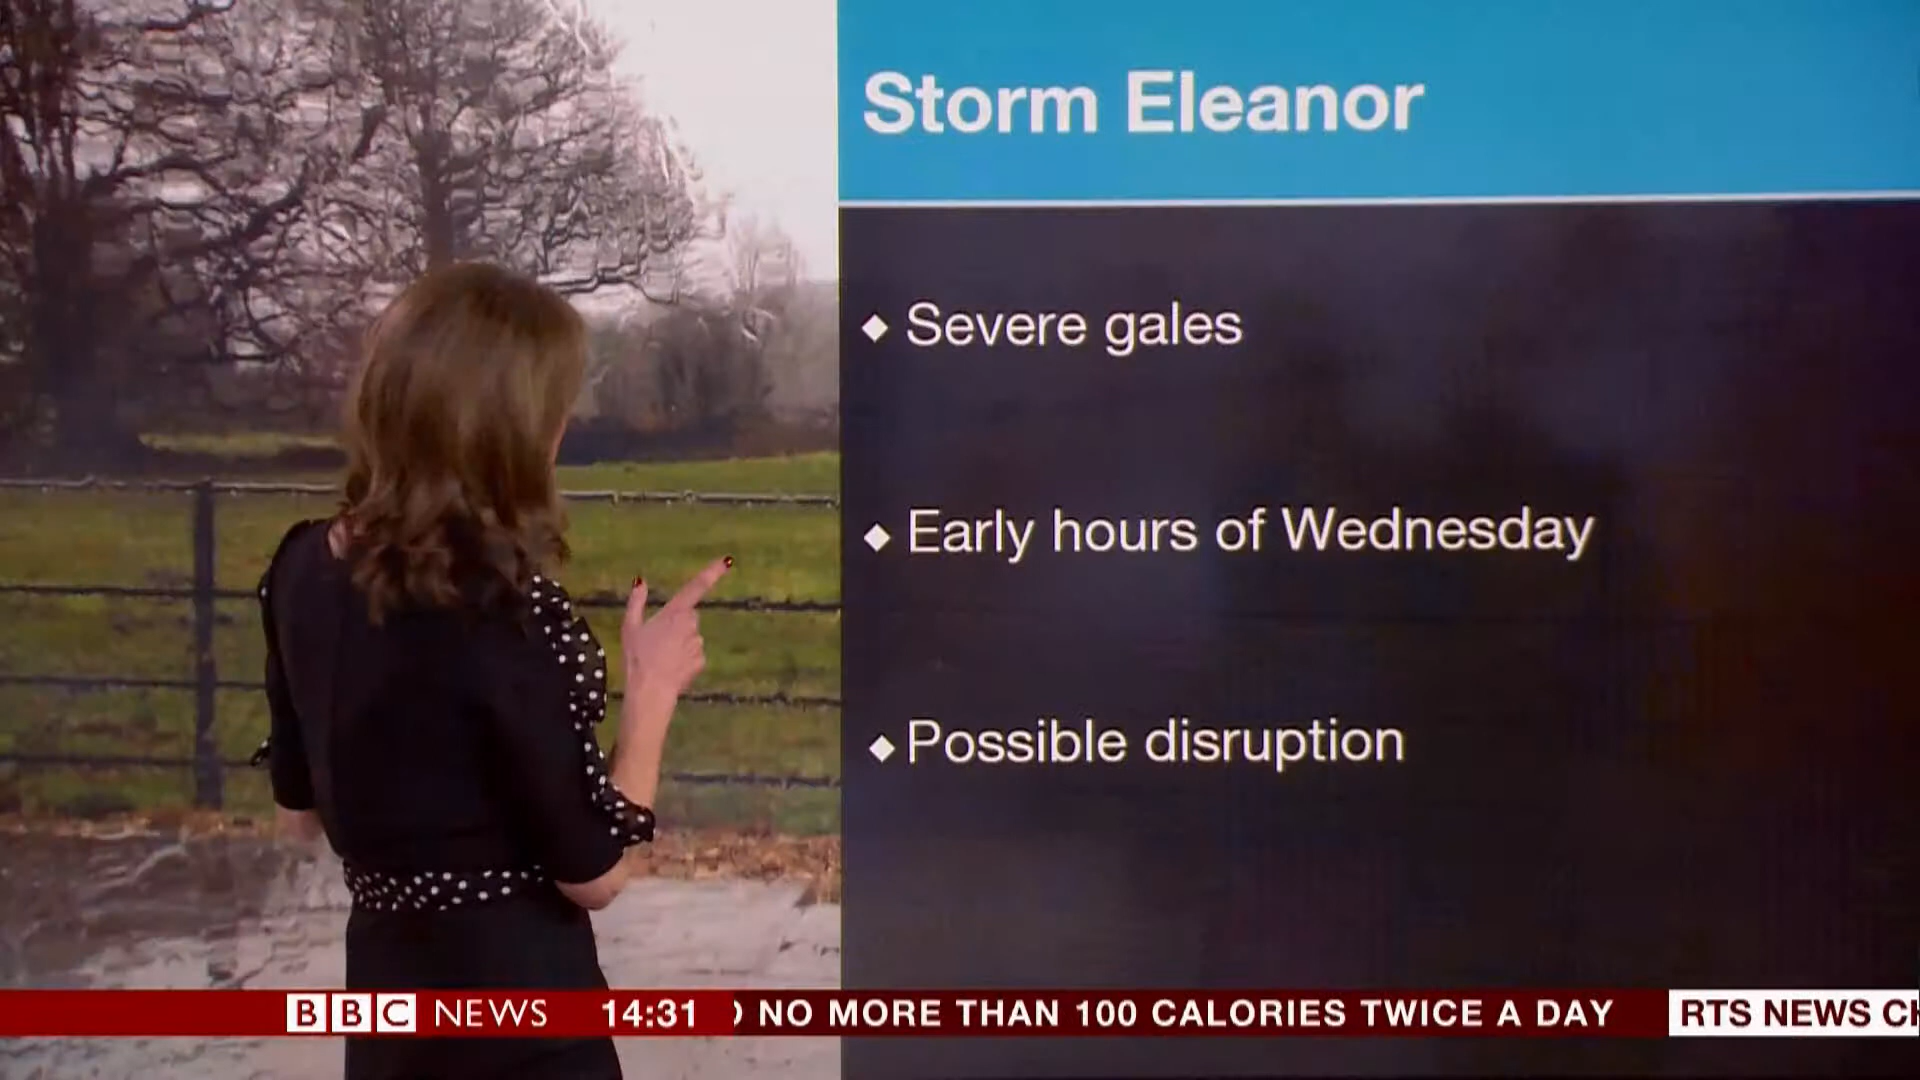 Storm Eleanor
◆ Severe gales
◆ Early hours of Wednesday
◆ Possible disruption
BBC NEWS 14:31 NO MORE THAN 100 CALORIES TWICE A DAY RTS NEWS